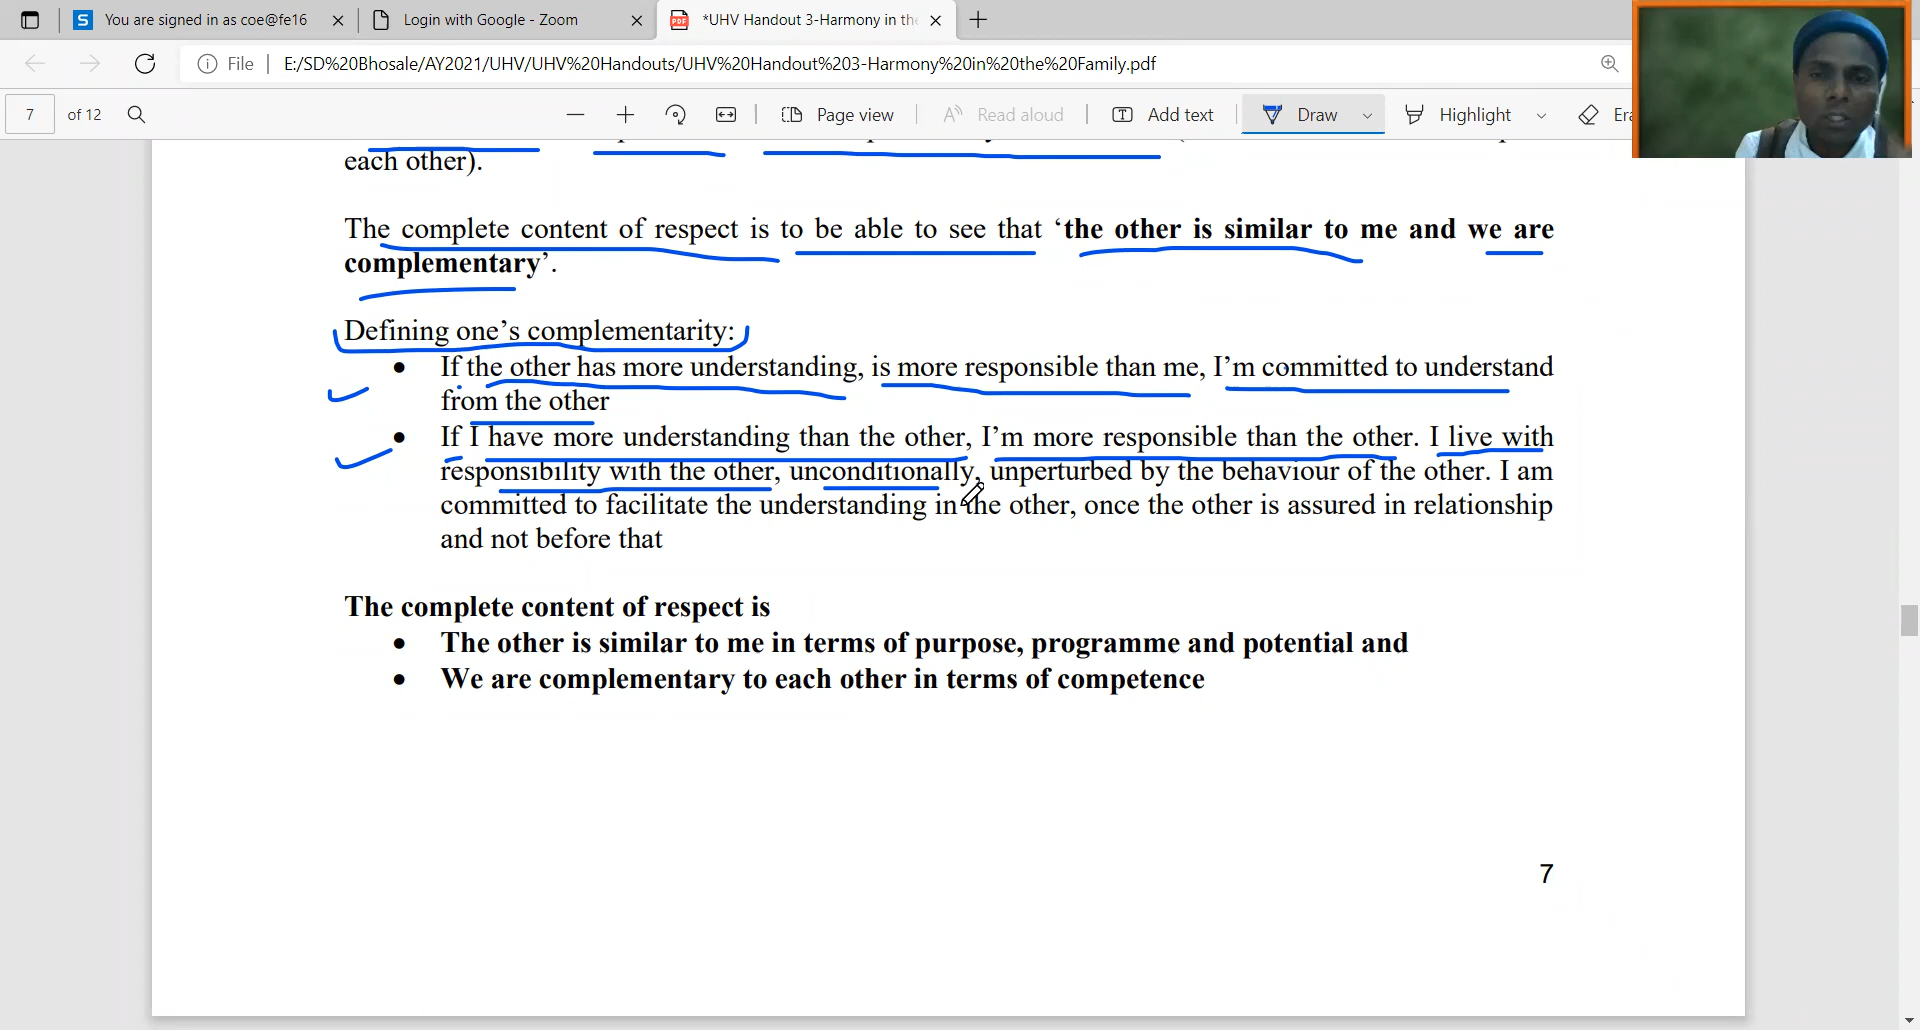 You are signed in as coe@fe16
Login with Google - Zoom
*UHV Handout 3-Harmony in the
File
E:/SD%20Bhosale/AY2021/UHV/UHV%20Handouts/UHV%20Handout%203-Harmony%20in%20the%20Family.pdf
7 of 12
Page view
Read aloud
Add text
Draw
Highlight
each other).
The complete content of respect is to be able to see that ‘the other is similar to me and we are
complementary’.
Defining one’s complementarity:
• If the other has more understanding, is more responsible than me, I’m committed to understand
from the other
• If I have more understanding than the other, I’m more responsible than the other. I live with
responsibility with the other, unconditionally, unperturbed by the behaviour of the other. I am
committed to facilitate the understanding in the other, once the other is assured in relationship
and not before that
The complete content of respect is
• The other is similar to me in terms of purpose, programme and potential and
• We are complementary to each other in terms of competence
7